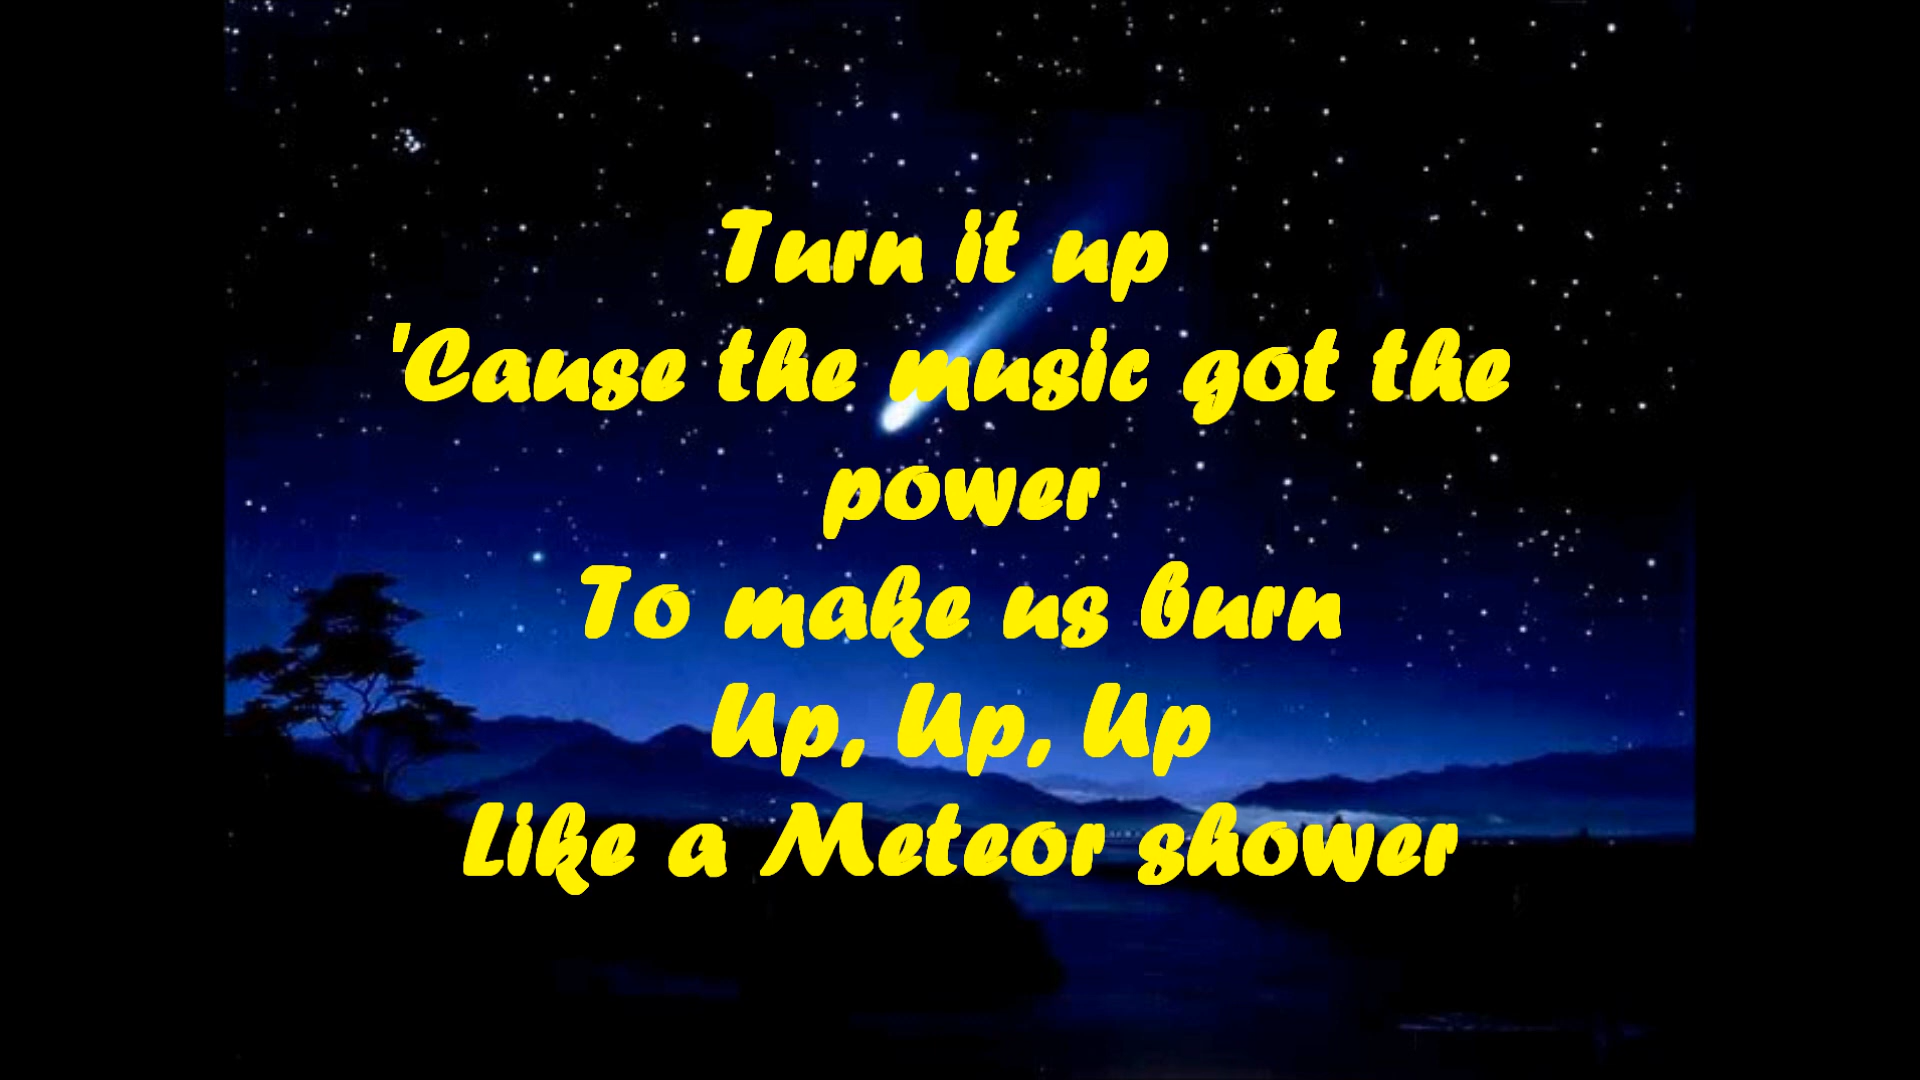 Turn it up
'Cause the music got the
power
To make us burn
Up, Up, Up
Like a Meteor shower